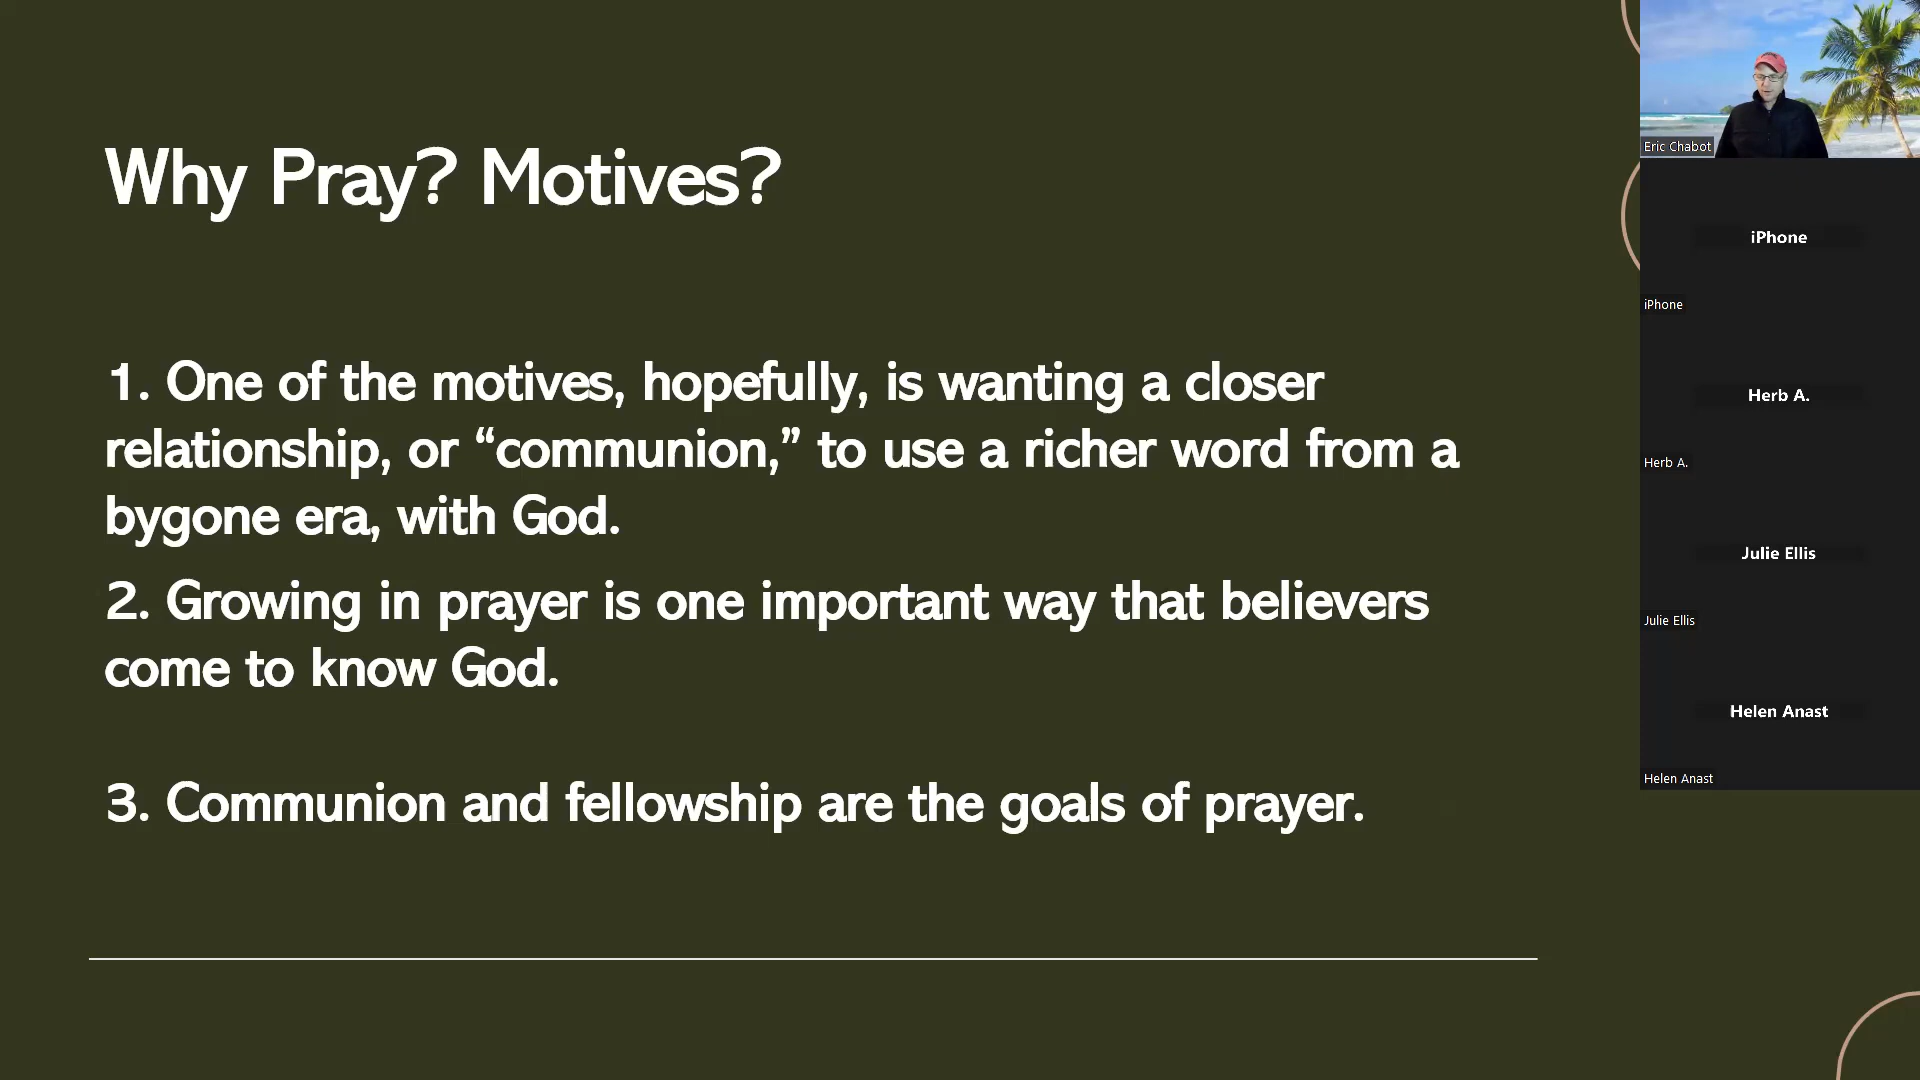 Why Pray? Motives?
1. One of the motives, hopefully, is wanting a closer
relationship, or “communion,” to use a richer word from a
bygone era, with God.
2. Growing in prayer is one important way that believers
come to know God.
3. Communion and fellowship are the goals of prayer.
Eric Chabot
iPhone
iPhone
Herb A.
Herb A.
Julie Ellis
Julie Ellis
Helen Anast
Helen Anast